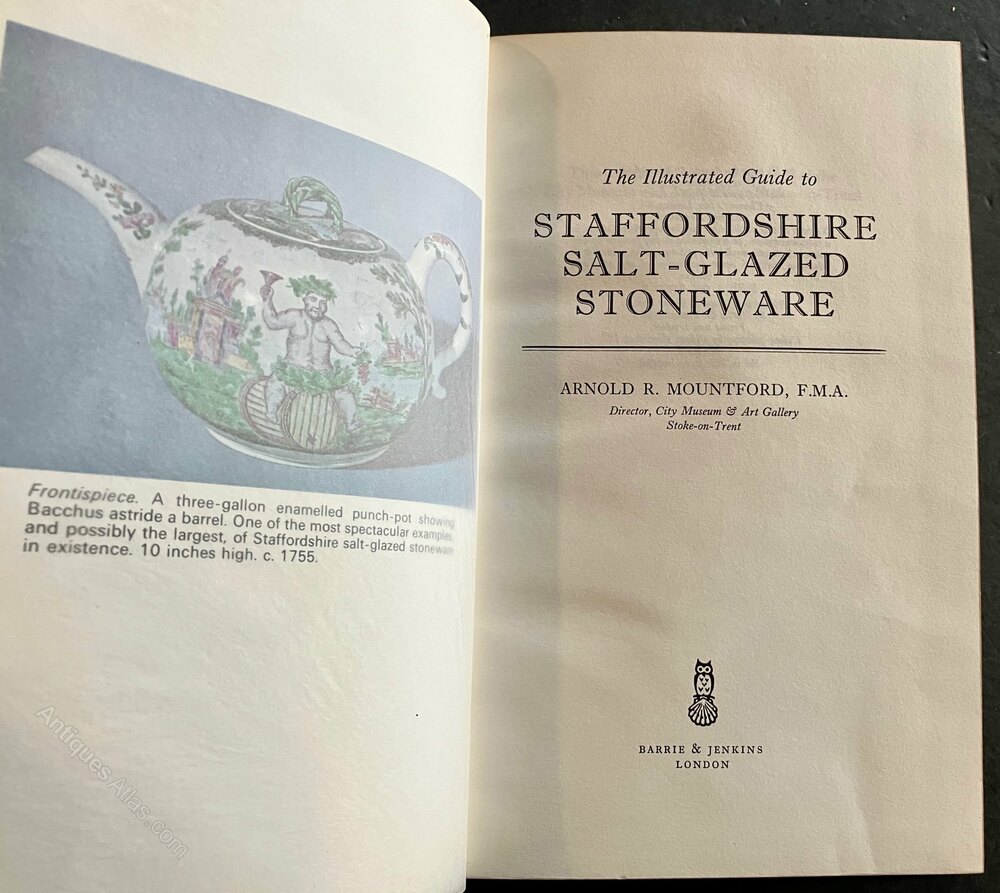 Frontispiece. A three-gallon enamelled punch-pot showing
Bacchus astride a barrel. One of the most spectacular examples,
and possibly the largest, of Staffordshire salt-glazed stoneware
in existence. 10 inches high. c. 1755.
The Illustrated Guide to
STAFFORDSHIRE
SALT-GLAZED
STONEWARE
ARNOLD R. MOUNTFORD, F.M.A.
Director, City Museum & Art Gallery
Stoke-on-Trent
BARRIE & JENKINS
LONDON
Antiques Atlas.com